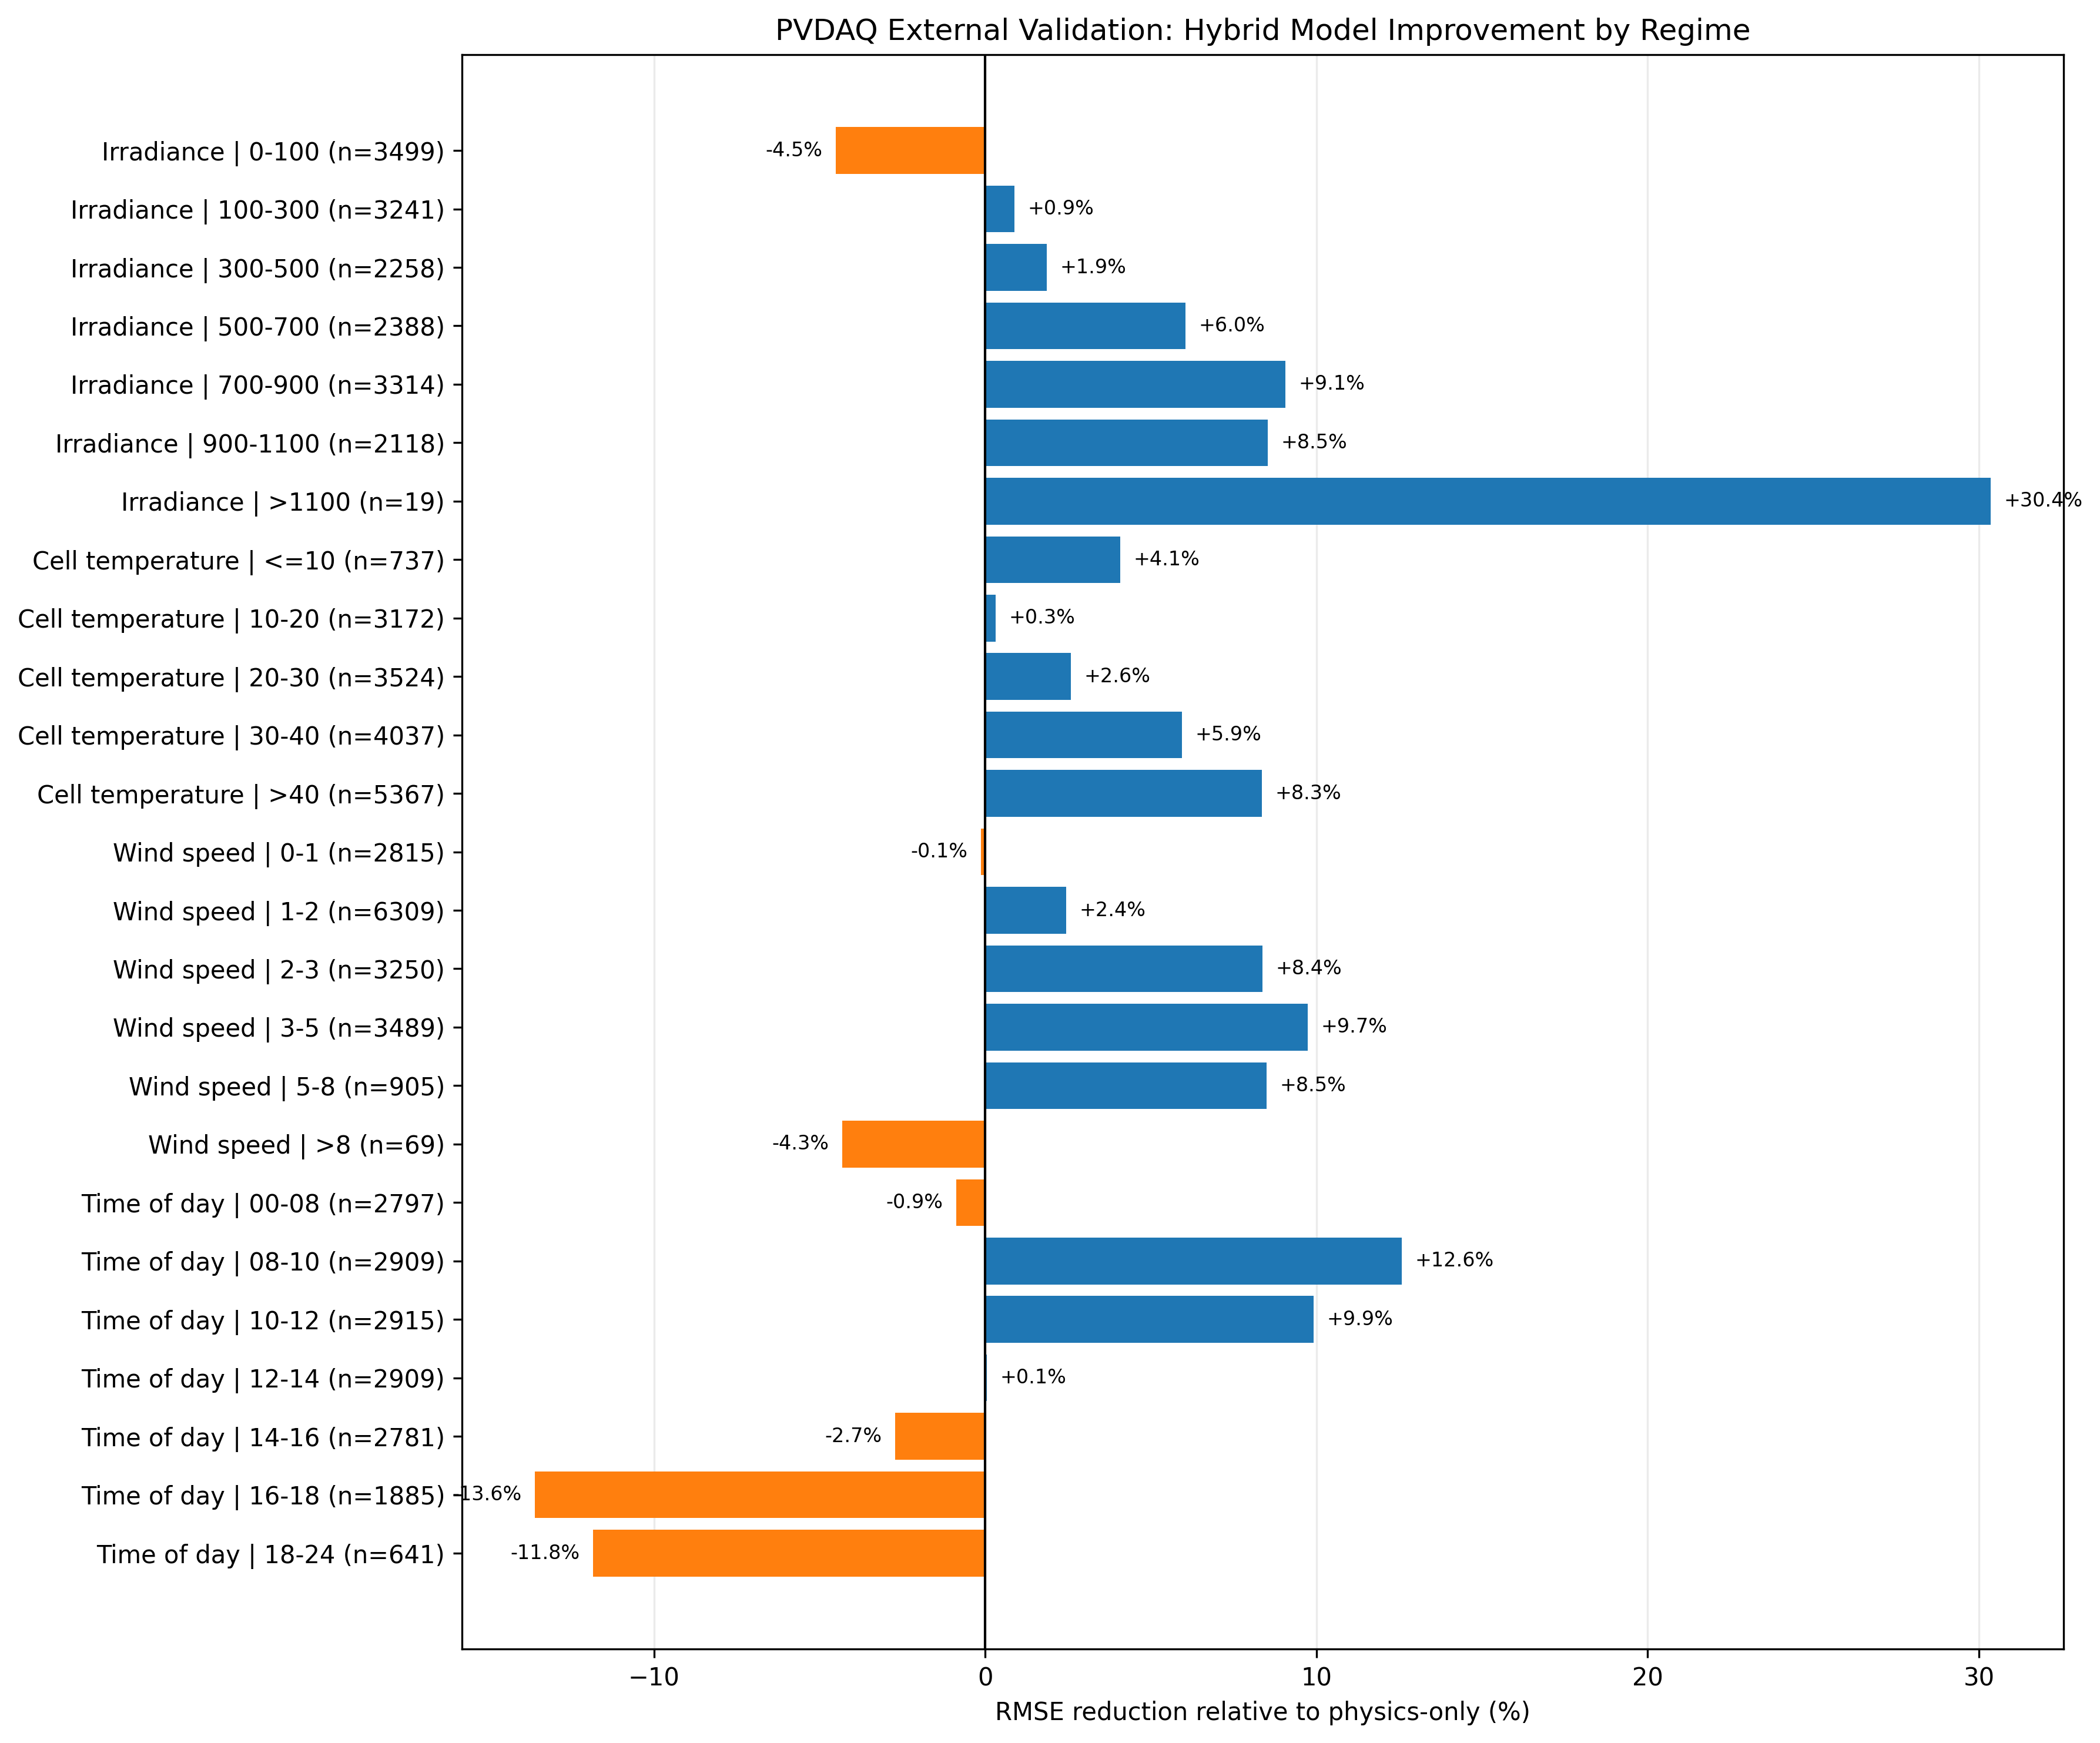 PVDAQ External Validation: Hybrid Model Improvement by Regime
Irradiance | 0-100 (n=3499) -4.5%
Irradiance | 100-300 (n=3241) +0.9%
Irradiance | 300-500 (n=2258) +1.9%
Irradiance | 500-700 (n=2388) +6.0%
Irradiance | 700-900 (n=3314) +9.1%
Irradiance | 900-1100 (n=2118) +8.5%
Irradiance | >1100 (n=19) +30.4%
Cell temperature | <=10 (n=737) +4.1%
Cell temperature | 10-20 (n=3172) +0.3%
Cell temperature | 20-30 (n=3524) +2.6%
Cell temperature | 30-40 (n=4037) +5.9%
Cell temperature | >40 (n=5367) +8.3%
Wind speed | 0-1 (n=2815) -0.1%
Wind speed | 1-2 (n=6309) +2.4%
Wind speed | 2-3 (n=3250) +8.4%
Wind speed | 3-5 (n=3489) +9.7%
Wind speed | 5-8 (n=905) +8.5%
Wind speed | >8 (n=69) -4.3%
Time of day | 00-08 (n=2797) -0.9%
Time of day | 08-10 (n=2909) +12.6%
Time of day | 10-12 (n=2915) +9.9%
Time of day | 12-14 (n=2909) +0.1%
Time of day | 14-16 (n=2781) -2.7%
Time of day | 16-18 (n=1885) -13.6%
Time of day | 18-24 (n=641) -11.8%
−10 0 10 20 30
RMSE reduction relative to physics-only (%)